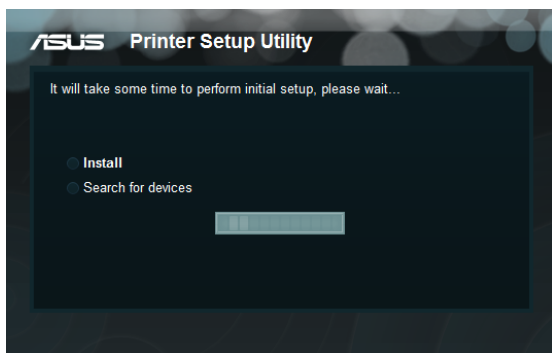 ASUS Printer Setup Utility
It will take some time to perform initial setup, please wait...
Install
Search for devices